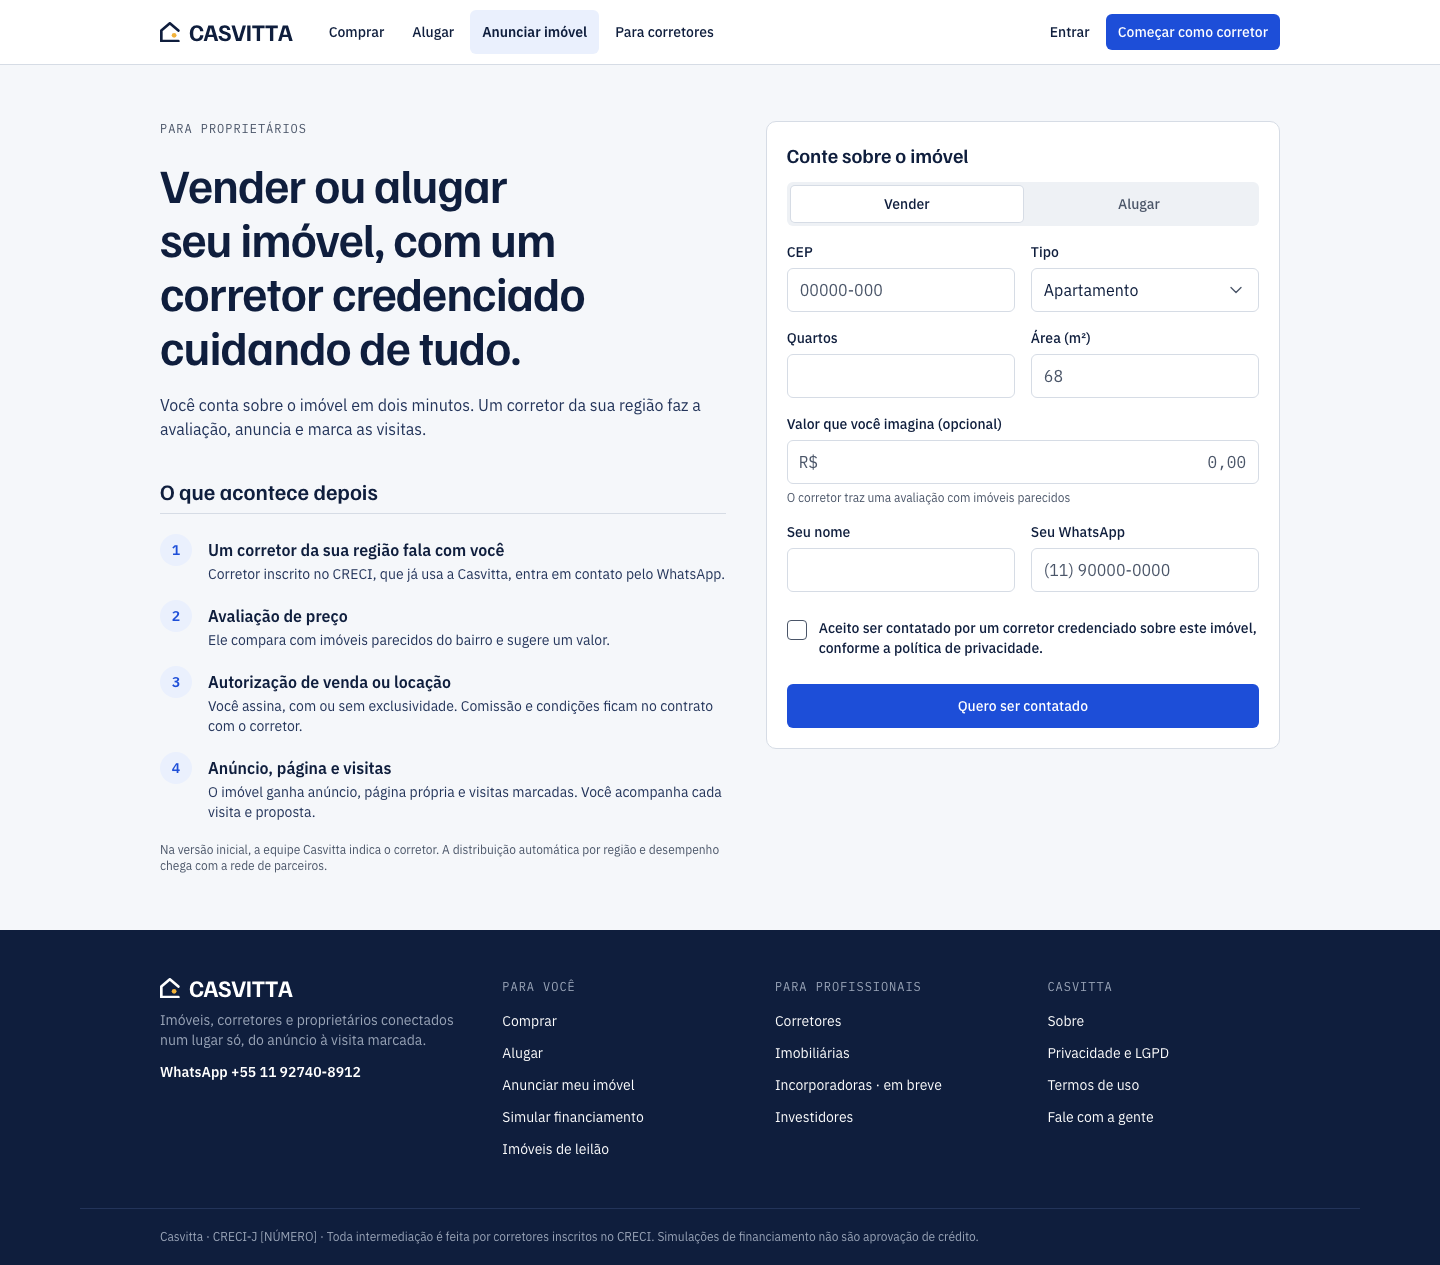 CASVITTA
Comprar
Alugar
Anunciar imóvel
Para corretores
Entrar
Começar como corretor
PARA PROPRIETÁRIOS
Vender ou alugar
seu imóvel, com um
corretor credenciado
cuidando de tudo.
Você conta sobre o imóvel em dois minutos. Um corretor da sua região faz a
avaliação, anuncia e marca as visitas.
O que acontece depois
1
Um corretor da sua região fala com você
Corretor inscrito no CRECI, que já usa a Casvitta, entra em contato pelo WhatsApp.
2
Avaliação de preço
Ele compara com imóveis parecidos do bairro e sugere um valor.
3
Autorização de venda ou locação
Você assina, com ou sem exclusividade. Comissão e condições ficam no contrato
com o corretor.
4
Anúncio, página e visitas
O imóvel ganha anúncio, página própria e visitas marcadas. Você acompanha cada
visita e proposta.
Na versão inicial, a equipe Casvitta indica o corretor. A distribuição automática por região e desempenho
chega com a rede de parceiros.
Conte sobre o imóvel
Vender
Alugar
CEP
Tipo
00000-000
Apartamento
Quartos
Área (m²)
68
Valor que você imagina (opcional)
R$
0,00
O corretor traz uma avaliação com imóveis parecidos
Seu nome
Seu WhatsApp
(11) 90000-0000
Aceito ser contatado por um corretor credenciado sobre este imóvel,
conforme a política de privacidade.
Quero ser contatado
CASVITTA
Imóveis, corretores e proprietários conectados
num lugar só, do anúncio à visita marcada.
WhatsApp +55 11 92740-8912
PARA VOCÊ
Comprar
Alugar
Anunciar meu imóvel
Simular financiamento
Imóveis de leilão
PARA PROFISSIONAIS
Corretores
Imobiliárias
Incorporadoras · em breve
Investidores
CASVITTA
Sobre
Privacidade e LGPD
Termos de uso
Fale com a gente
Casvitta · CRECI-J [NÚMERO] · Toda intermediação é feita por corretores inscritos no CRECI. Simulações de financiamento não são aprovação de crédito.